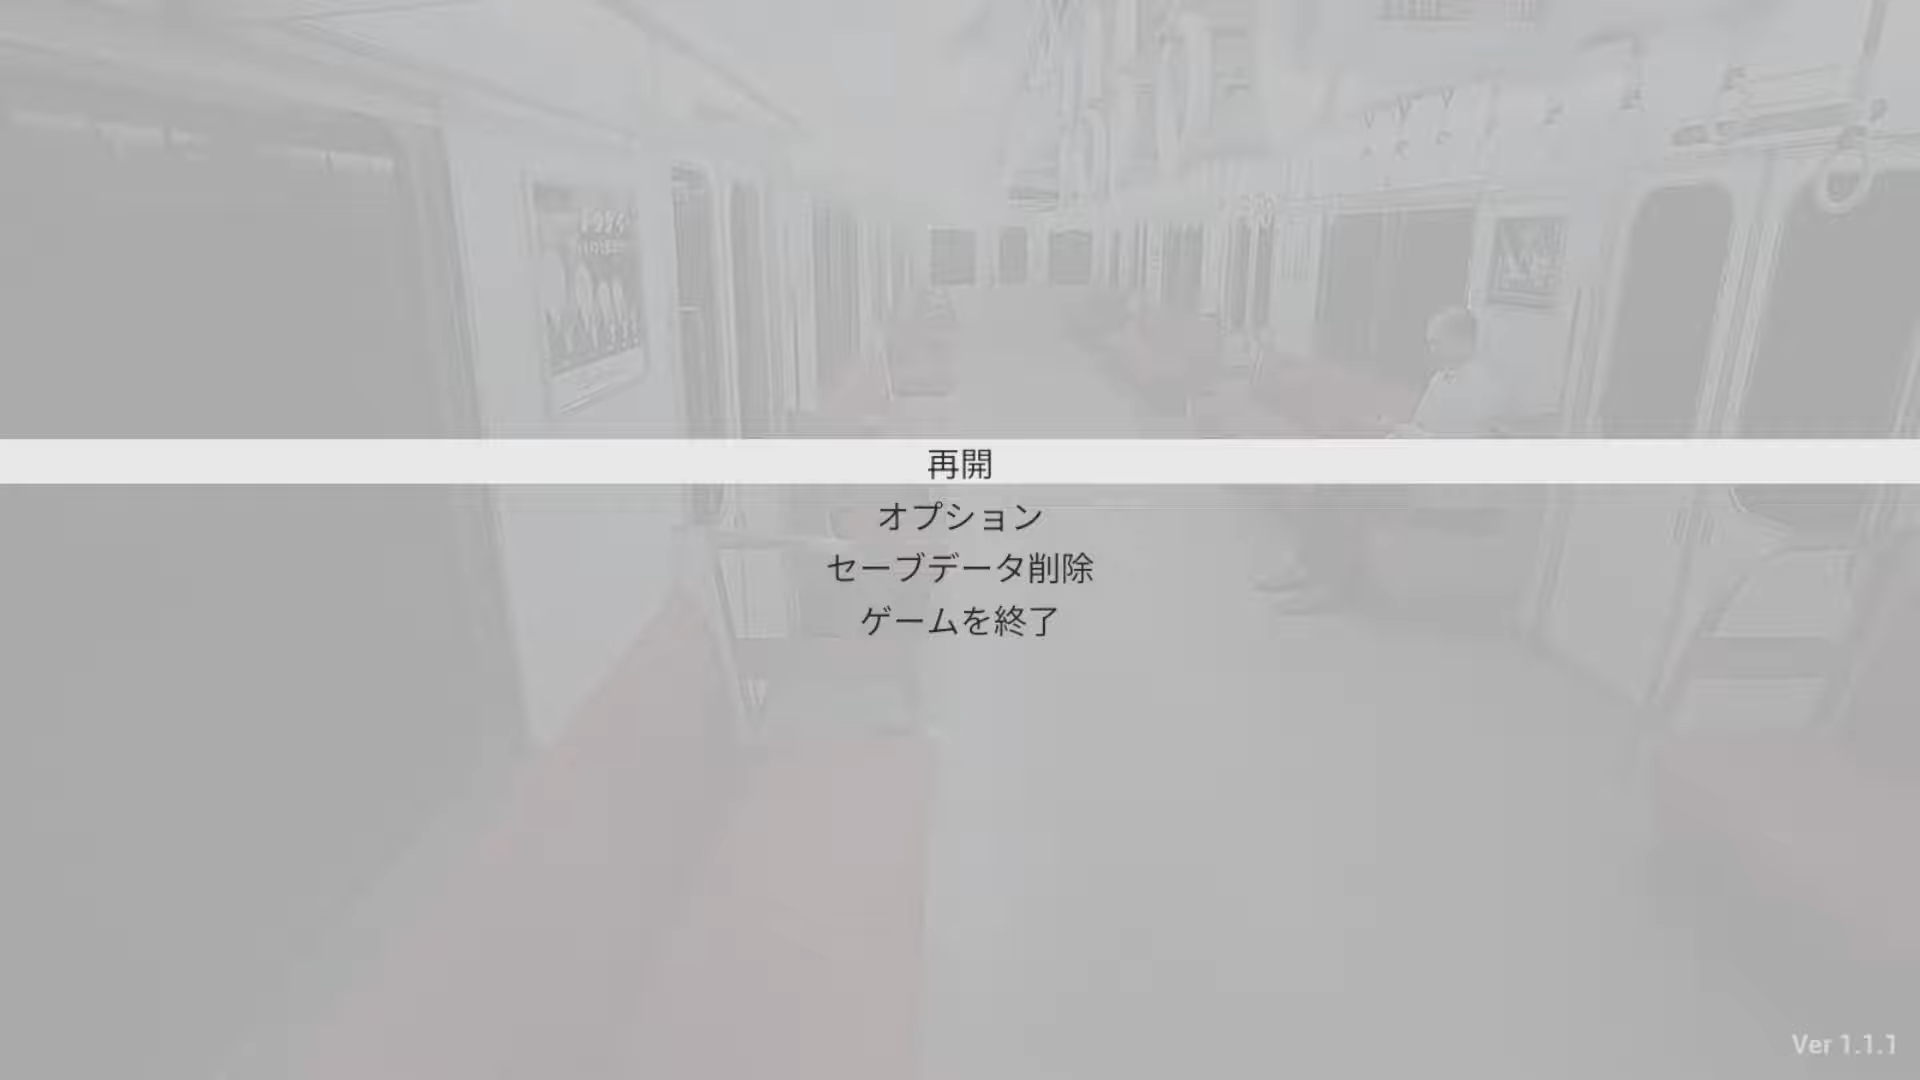 再開
オプション
セーブデータ削除
ゲームを終了
Ver 1.1.1